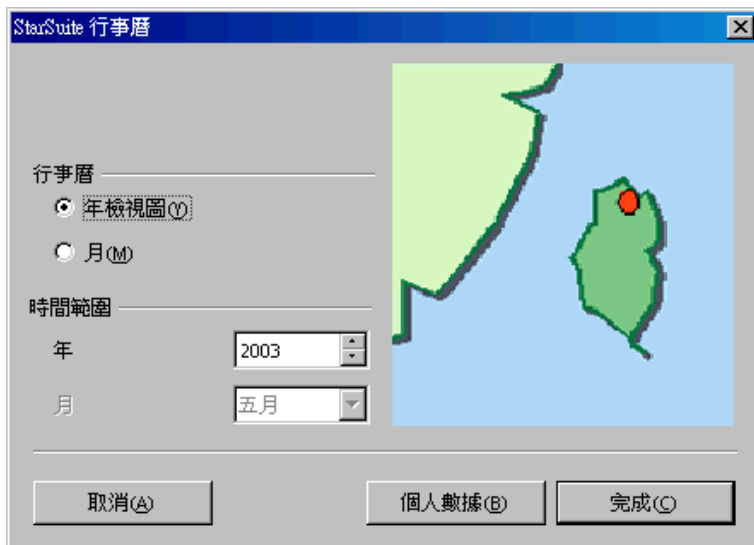 StarSuite 行事曆
行事曆
年檢視圖(Y)
月(M)
時間範圍
年 2003
月 五月
取消(A) 個人數據(B) 完成(C)